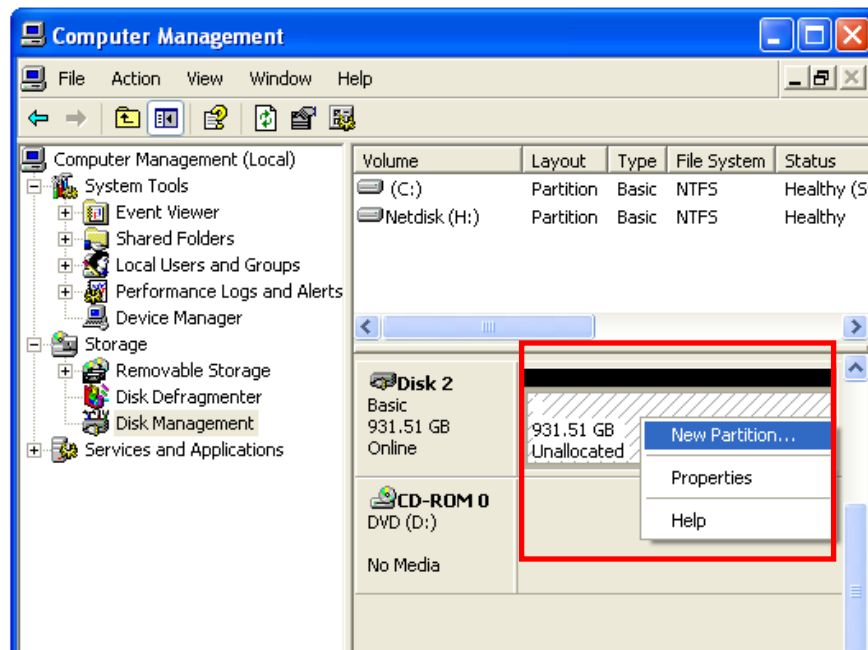 Computer Management
File Action View Window Help
Computer Management (Local)
System Tools
Event Viewer
Shared Folders
Local Users and Groups
Performance Logs and Alerts
Device Manager
Storage
Removable Storage
Disk Defragmenter
Disk Management
Services and Applications
Volume Layout Type File System Status
(C:) Partition Basic NTFS Healthy (S
Netdisk (H:) Partition Basic NTFS Healthy
Disk 2
Basic
931.51 GB
Online
931.51 GB
Unallocated
New Partition...
Properties
Help
CD-ROM 0
DVD (D:)
No Media